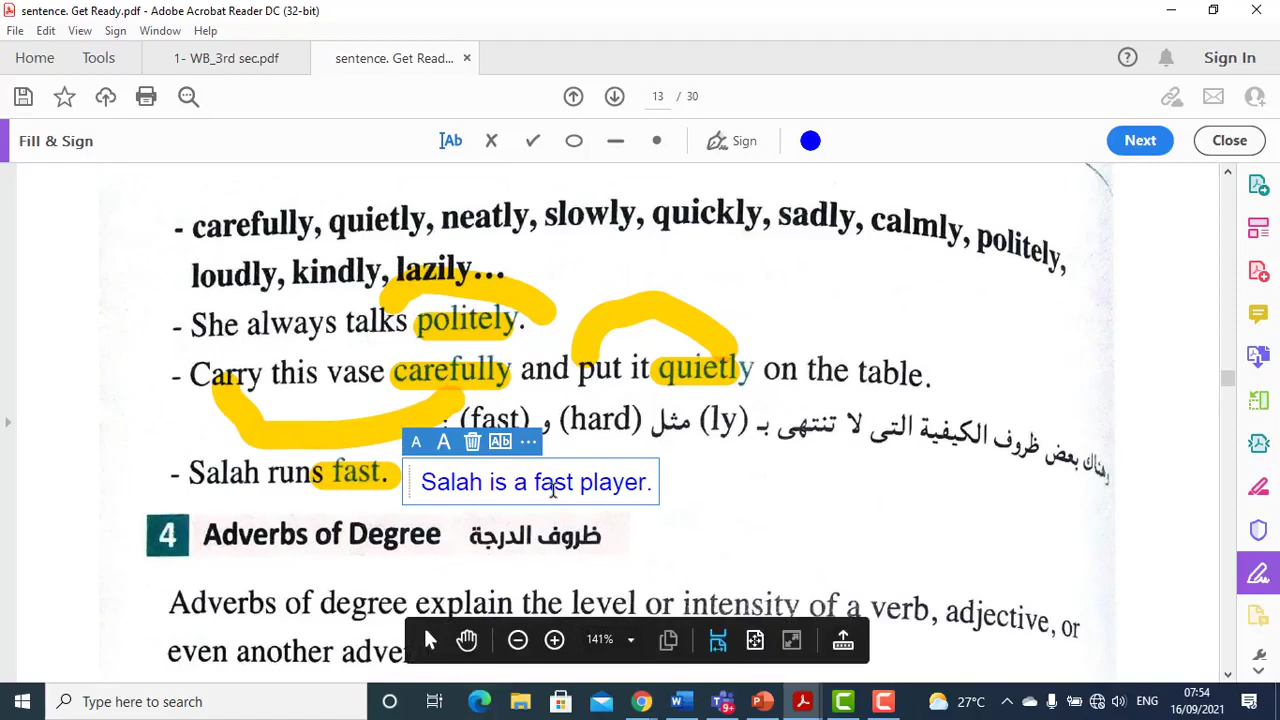 sentence. Get Ready.pdf - Adobe Acrobat Reader DC (32-bit)
File Edit View Sign Window Help
Home Tools 1- WB_3rd sec.pdf sentence. Get Read... ×
? Sign In
13 / 30
Fill & Sign
Ab Sign Next Close
- carefully, quietly, neatly, slowly, quickly, sadly, calmly, politely,
loudly, kindly, lazily...
- She always talks politely.
- Carry this vase carefully and put it quietly on the table.
وهناك بعض ظروف الكيفية التى لا تنتهى بـ (ly) مثل (hard) و (fast) :
A A Ab ...
- Salah runs fast. Salah is a fast player.
4 Adverbs of Degree ظروف الدرجة
Adverbs of degree explain the level or intensity of a verb, adjective, or
even another adver
141%
Type here to search
9+
27°C
ENG
07:54
16/09/2021